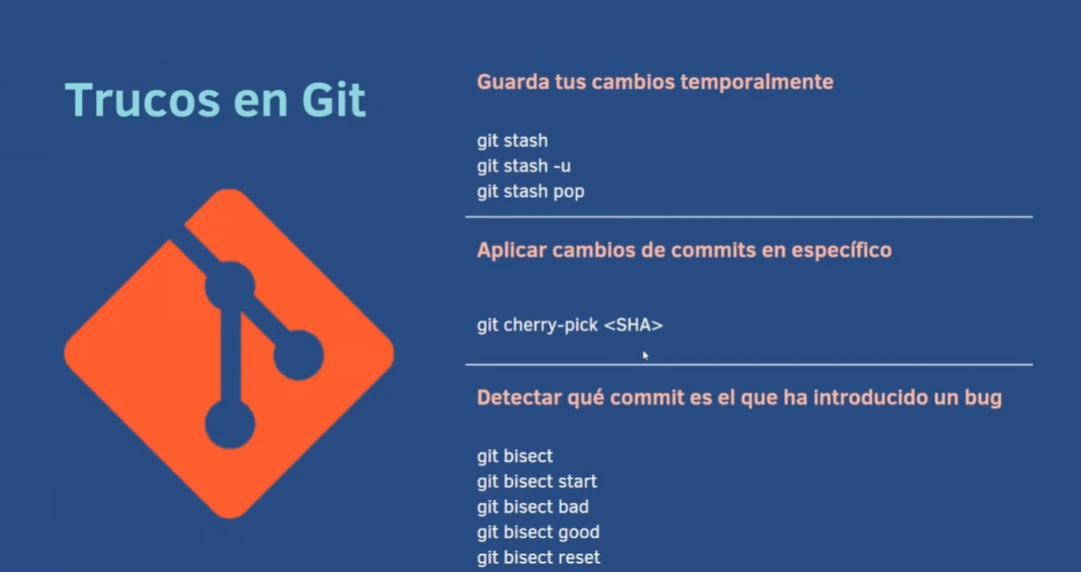 Trucos en Git
Guarda tus cambios temporalmente
git stash
git stash -u
git stash pop
Aplicar cambios de commits en específico
git cherry-pick <SHA>
Detectar qué commit es el que ha introducido un bug
git bisect
git bisect start
git bisect bad
git bisect good
git bisect reset